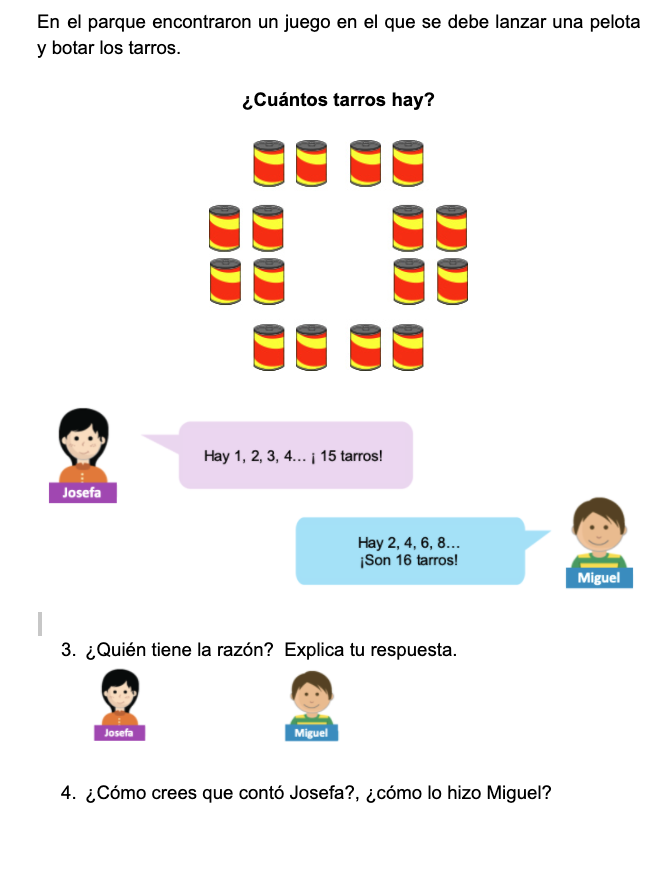 En el parque encontraron un juego en el que se debe lanzar una pelota
y botar los tarros.
¿Cuántos tarros hay?
Hay 1, 2, 3, 4… ¡ 15 tarros!
Josefa
Hay 2, 4, 6, 8…
¡Son 16 tarros!
Miguel
3. ¿Quién tiene la razón? Explica tu respuesta.
Josefa
Miguel
4. ¿Cómo crees que contó Josefa?, ¿cómo lo hizo Miguel?